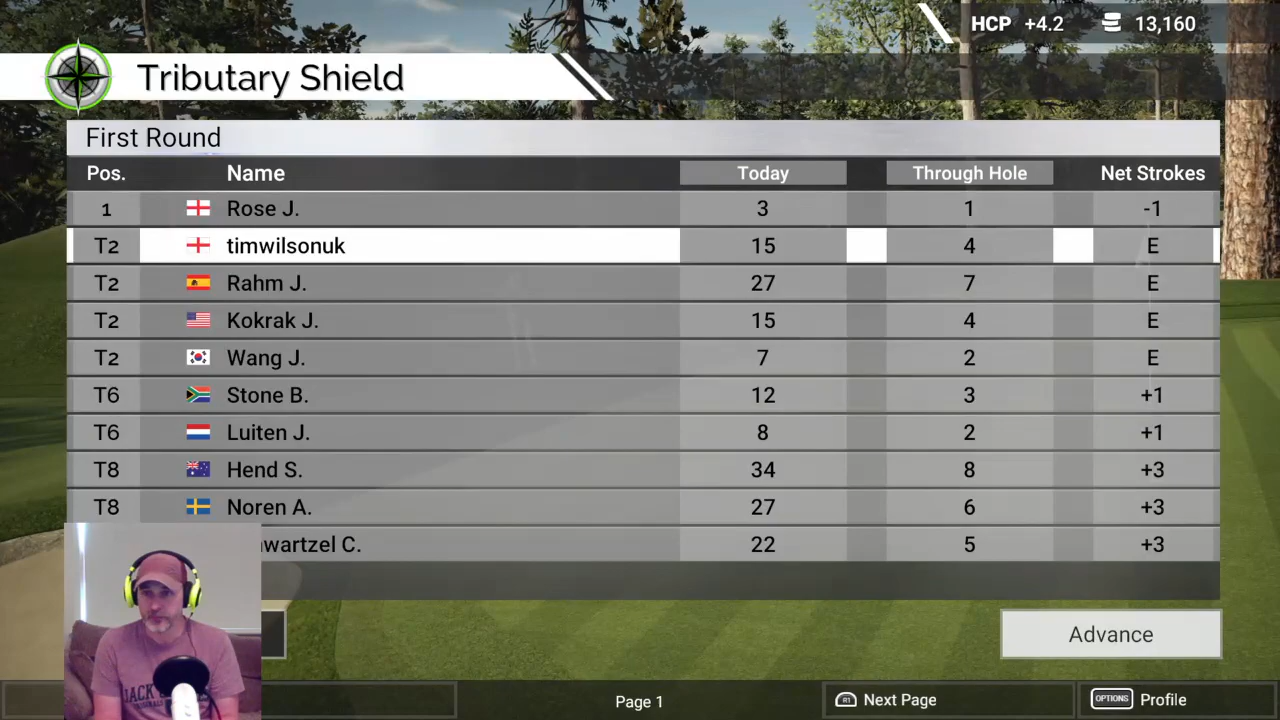 HCP +4.2 13,160
Tributary Shield
First Round
Pos. Name Today Through Hole Net Strokes
1 Rose J. 3 1 -1
T2 timwilsonuk 15 4 E
T2 Rahm J. 27 7 E
T2 Kokrak J. 15 4 E
T2 Wang J. 7 2 E
T6 Stone B. 12 3 +1
T6 Luiten J. 8 2 +1
T8 Hend S. 34 8 +3
T8 Noren A. 27 6 +3
wartzel C. 22 5 +3
Advance
JACK
Page 1 R1 Next Page OPTIONS Profile